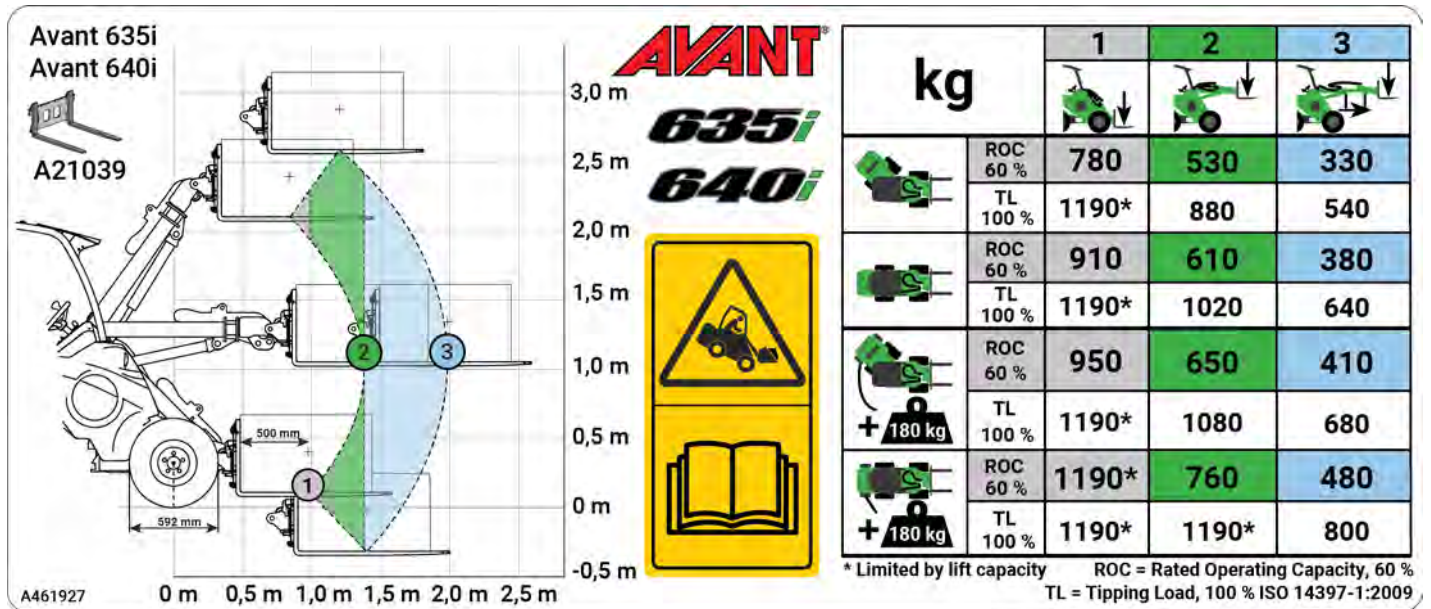 Avant 635i
Avant 640i
A21039
3,0 m
2,5 m
2,0 m
1,5 m
1,0 m
0,5 m
0 m
-0,5 m
2
3
500 mm
1
592 mm
A461927
0 m 0,5 m 1,0 m 1,5 m 2,0 m 2,5 m
AVANT®
635i
640i
kg 1 2 3
ROC 60 % 780 530 330
TL 100 % 1190* 880 540
ROC 60 % 910 610 380
TL 100 % 1190* 1020 640
ROC 60 % 950 650 410
+ 180 kg TL 100 % 1190* 1080 680
ROC 60 % 1190* 760 480
+ 180 kg TL 100 % 1190* 1190* 800
* Limited by lift capacity ROC = Rated Operating Capacity, 60 %
TL = Tipping Load, 100 % ISO 14397-1:2009